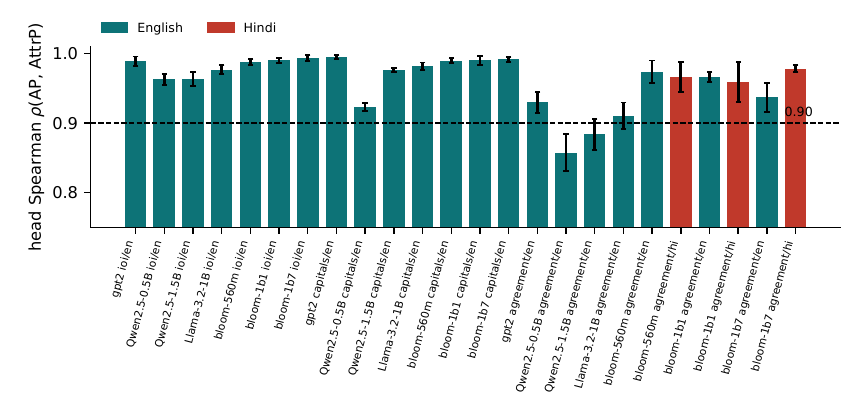 English
Hindi
head Spearman ρ(AP, AttrP)
1.0
0.9
0.8
0.90
gpt2 ioi/en
Qwen2.5-0.5B ioi/en
Qwen2.5-1.5B ioi/en
Llama-3.2-1B ioi/en
bloom-560m ioi/en
bloom-1b1 ioi/en
bloom-1b7 ioi/en
gpt2 capitals/en
Qwen2.5-0.5B capitals/en
Qwen2.5-1.5B capitals/en
Llama-3.2-1B capitals/en
bloom-560m capitals/en
bloom-1b1 capitals/en
bloom-1b7 capitals/en
gpt2 agreement/en
Qwen2.5-0.5B agreement/en
Qwen2.5-1.5B agreement/en
Llama-3.2-1B agreement/en
bloom-560m agreement/en
bloom-560m agreement/hi
bloom-1b1 agreement/en
bloom-1b1 agreement/hi
bloom-1b7 agreement/en
bloom-1b7 agreement/hi